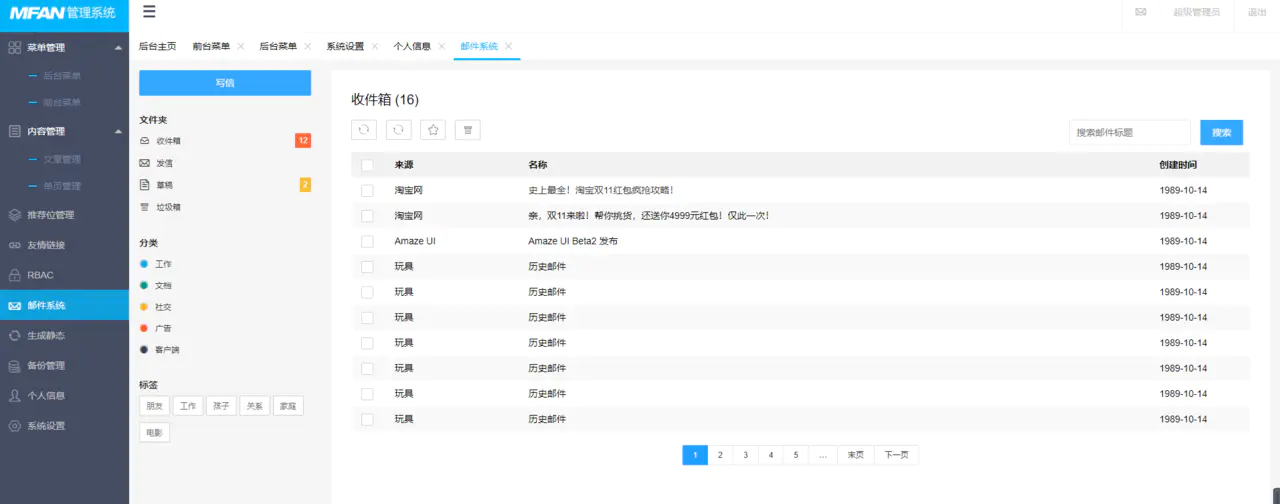 MFAN管理系统
超级管理员
退出
后台主页 前台菜单 后台菜单 系统设置 个人信息 邮件系统
菜单管理
后台菜单
前台菜单
内容管理
文章管理
单页管理
推荐位管理
友情链接
RBAC
邮件系统
生成静态
备份管理
个人信息
系统设置
写信
文件夹
收件箱 12
发信
草稿 2
垃圾箱
分类
工作
文档
社交
广告
客户端
标签
朋友 工作 孩子 关系 家庭
电影
收件箱 (16)
搜索邮件标题 搜索
来源 名称 创建时间
淘宝网 史上最全！淘宝双11红包疯抢攻略！ 1989-10-14
淘宝网 亲，双11来啦！帮你挑货，还送你4999元红包！仅此一次！ 1989-10-14
Amaze UI Amaze UI Beta2 发布 1989-10-14
玩具 历史邮件 1989-10-14
玩具 历史邮件 1989-10-14
玩具 历史邮件 1989-10-14
玩具 历史邮件 1989-10-14
玩具 历史邮件 1989-10-14
玩具 历史邮件 1989-10-14
玩具 历史邮件 1989-10-14
1 2 3 4 5 … 末页 下一页